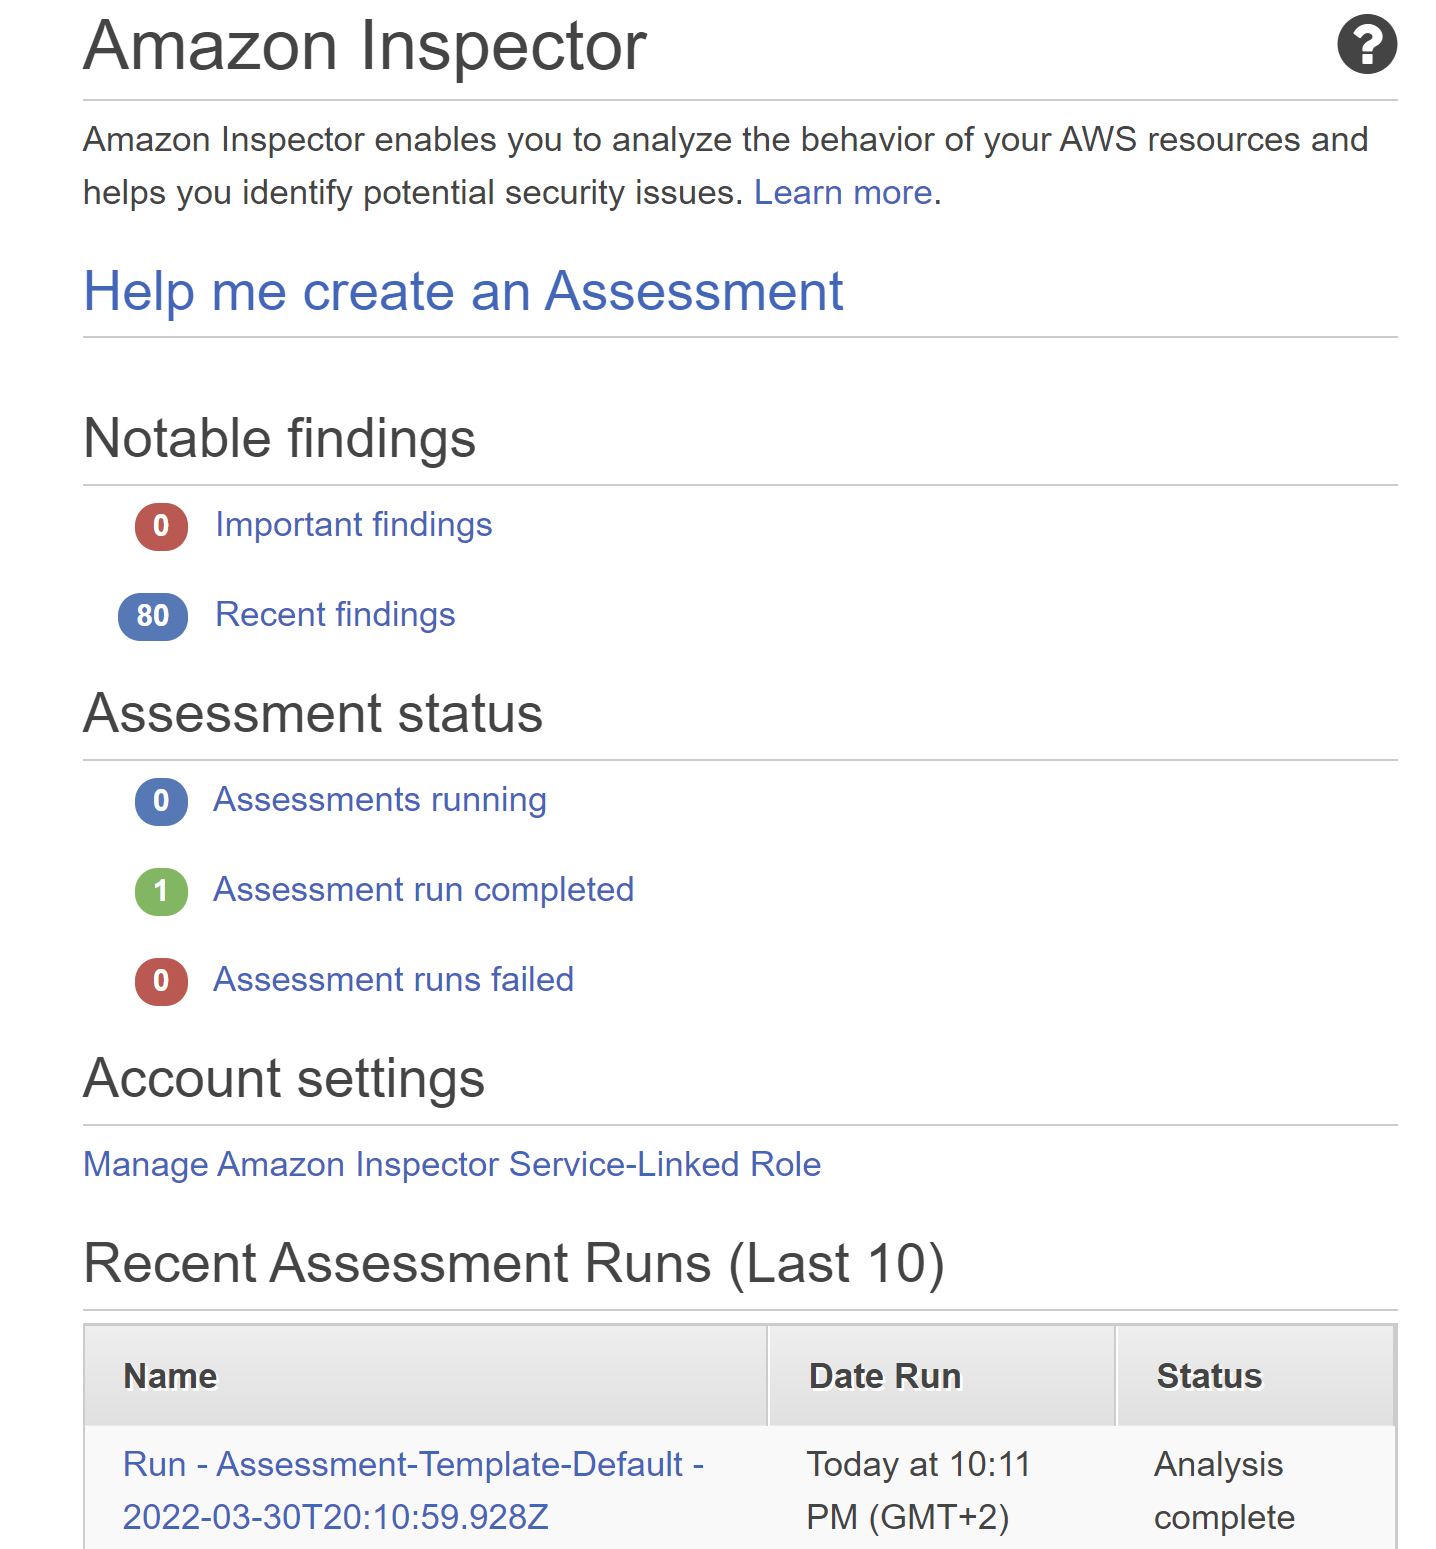 Amazon Inspector
?
Amazon Inspector enables you to analyze the behavior of your AWS resources and
helps you identify potential security issues. Learn more.
Help me create an Assessment
Notable findings
0 Important findings
80 Recent findings
Assessment status
0 Assessments running
1 Assessment run completed
0 Assessment runs failed
Account settings
Manage Amazon Inspector Service-Linked Role
Recent Assessment Runs (Last 10)
Name Date Run Status
Run - Assessment-Template-Default - Today at 10:11 Analysis
2022-03-30T20:10:59.928Z PM (GMT+2) complete